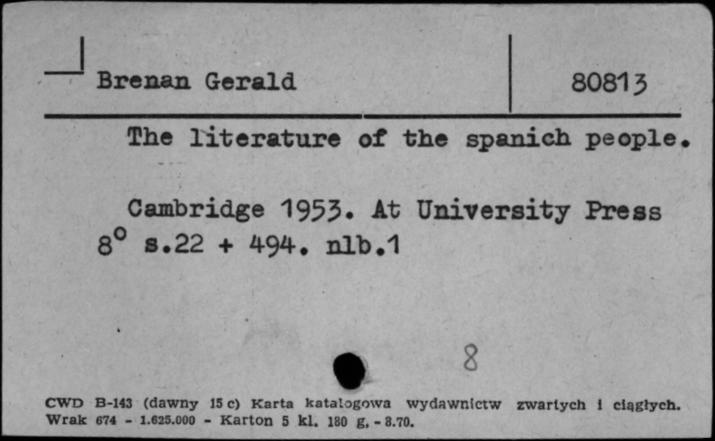 Brenan Gerald 80813
The literature of the spanich people.
Cambridge 1953. At University Press
8° s.22 + 494. nlb.1
8
CWD B-143 (dawny 15 c) Karta katalogowa wydawnictw zwartych i ciągłych.
Wrak 674 - 1.625.000 - Karton 5 kl. 180 g. - 8.70.